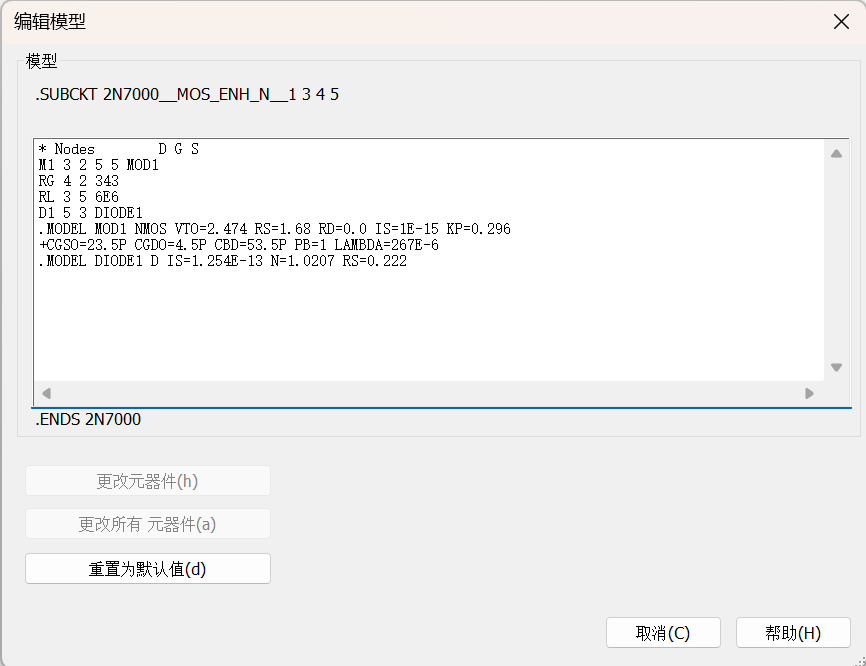 编辑模型
模型
.SUBCKT 2N7000__MOS_ENH_N__1 3 4 5
* Nodes        D G S
M1 3 2 5 5 MOD1
RG 4 2 343
RL 3 5 6E6
D1 5 3 DIODE1
.MODEL MOD1 NMOS VTO=2.474 RS=1.68 RD=0.0 IS=1E-15 KP=0.296
+CGSO=23.5P CGDO=4.5P CBD=53.5P PB=1 LAMBDA=267E-6
.MODEL DIODE1 D IS=1.254E-13 N=1.0207 RS=0.222
.ENDS 2N7000
更改元器件(h)
更改所有 元器件(a)
重置为默认值(d)
取消(C)
帮助(H)